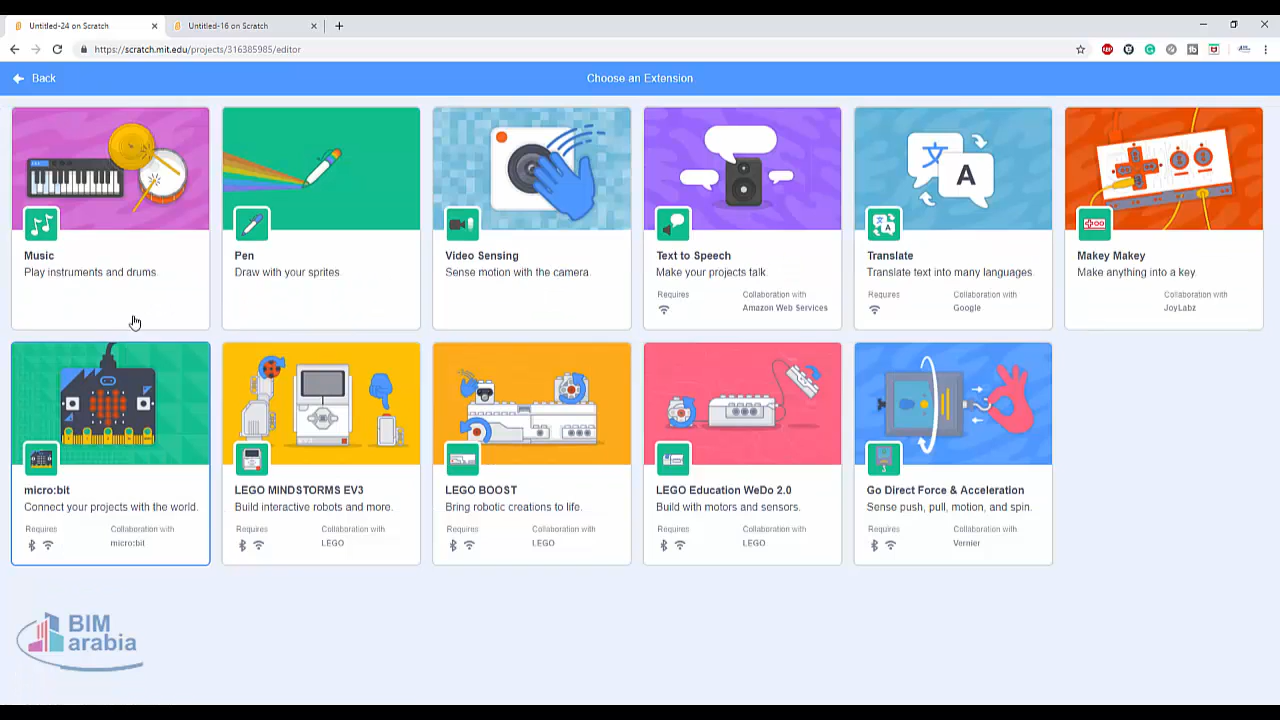 Untitled-24 on Scratch
Untitled-16 on Scratch
https://scratch.mit.edu/projects/316385985/editor
Back
Choose an Extension
Music
Play instruments and drums
Pen
Draw with your sprites
Video Sensing
Sense motion with the camera.
Text to Speech
Make your projects talk
Requires
Collaboration with
Amazon Web Services
文
A
Translate
Translate text into many languages
Requires
Collaboration with
Google
Makey Makey
Make anything into a key
Collaboration with
JoyLabz
micro:bit
Connect your projects with the world.
Requires
Collaboration with
micro:bit
LEGO MINDSTORMS EV3
Build interactive robots and more.
Requires
Collaboration with
LEGO
LEGO BOOST
Bring robotic creations to life.
Requires
Collaboration with
LEGO
LEGO Education WeDo 2.0
Build with motors and sensors.
Requires
Collaboration with
LEGO
Go Direct Force & Acceleration
Sense push, pull, motion, and spin.
Requires
Collaboration with
Vernier
BIM
arabia